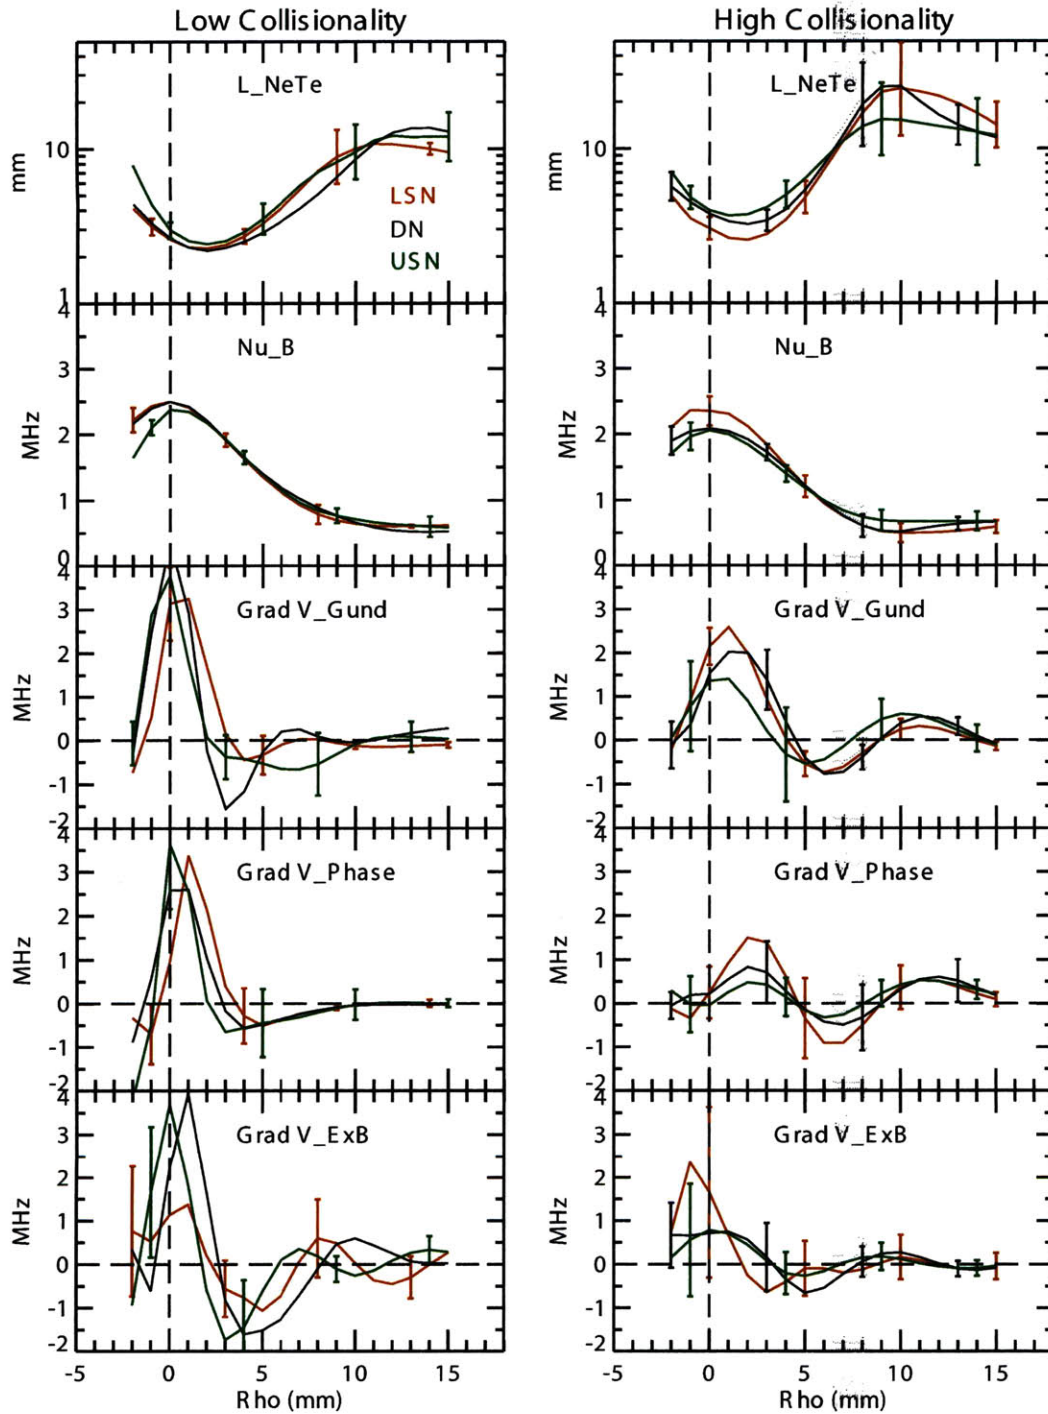 Low Collisionality
High Collisionality
L_NeTe
L_NeTe
mm
10
1
LSN
DN
USN
mm
10
1
Nu_B
Nu_B
MHz
4
3
2
1
0
MHz
4
3
2
1
0
Grad V_Gund
Grad V_Gund
MHz
4
3
2
1
0
-1
-2
MHz
4
3
2
1
0
-1
-2
Grad V_Phase
Grad V_Phase
MHz
4
3
2
1
0
-1
-2
MHz
4
3
2
1
0
-1
-2
Grad V_ExB
Grad V_ExB
MHz
4
3
2
1
0
-1
-2
MHz
4
3
2
1
0
-1
-2
-5 0 5 10 15
-5 0 5 10 15
Rho (mm)
Rho (mm)